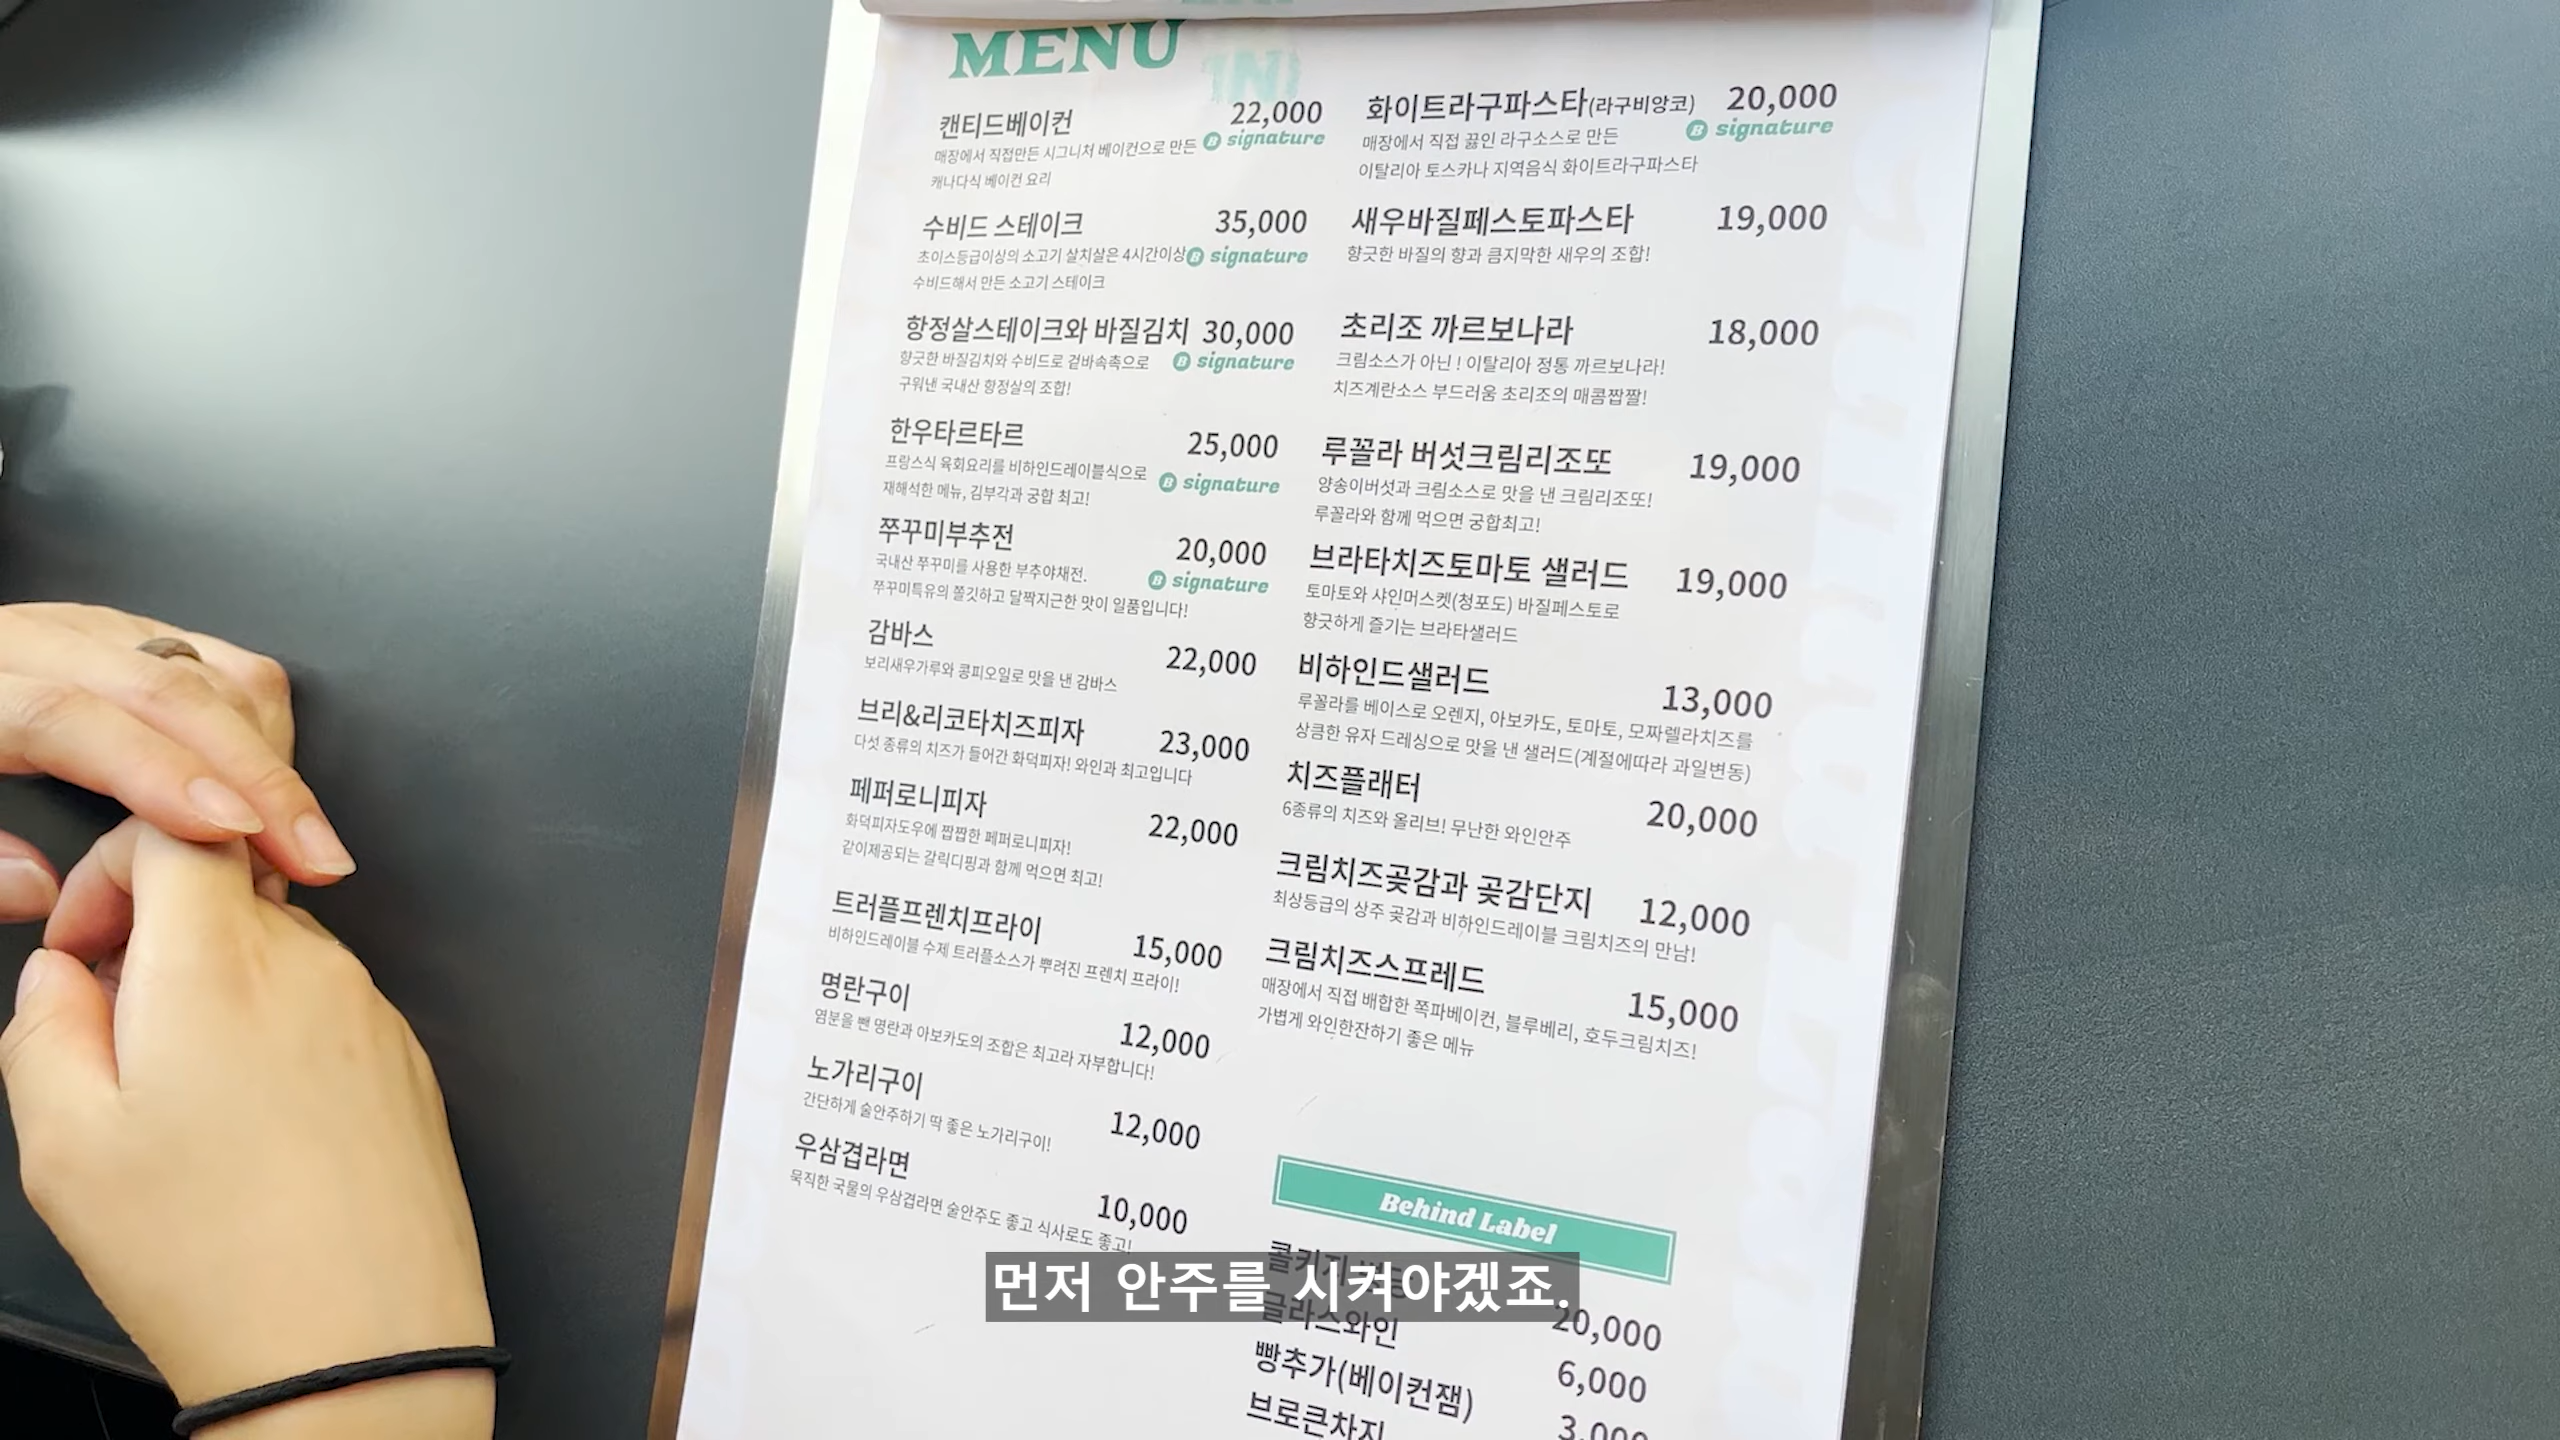 MENU
캔티드베이컨 22,000
매장에서 직접만든 시그니처 베이컨으로 만든 B signature
캐나다식 베이컨 요리
수비드 스테이크 35,000
초이스등급이상의 소고기 살치살은 4시간이상 B signature
수비드해서 만든 소고기 스테이크
항정살스테이크와 바질김치 30,000
향긋한 바질김치와 수비드로 겉바속촉으로 B signature
구워낸 국내산 항정살의 조합!
한우타르타르 25,000
프랑스식 육회요리를 비하인드레이블식으로 B signature
재해석한 메뉴, 김부각과 궁합 최고!
쭈꾸미부추전 20,000
국내산 쭈꾸미를 사용한 부추야채전. B signature
쭈꾸미특유의 쫄깃하고 달짝지근한 맛이 일품입니다!
감바스 22,000
보리새우가루와 콩피오일로 맛을 낸 감바스
브리&리코타치즈피자 23,000
다섯 종류의 치즈가 들어간 화덕피자! 와인과 최고입니다
페퍼로니피자 22,000
화덕피자도우에 짭짭한 페퍼로니피자!
같이제공되는 갈릭디핑과 함께 먹으면 최고!
트러플프렌치프라이 15,000
비하인드레이블 수제 트러플소스가 뿌려진 프렌치 프라이!
명란구이 12,000
염분을 뺀 명란과 아보카도의 조합은 최고라 자부합니다!
노가리구이 12,000
간단하게 술안주하기 딱 좋은 노가리구이!
우삼겹라면 10,000
묵직한 국물의 우삼겹라면 술안주도 좋고 식사로도 좋고!
화이트라구파스타(라구비앙코) 20,000
매장에서 직접 끓인 라구소스로 만든 B signature
이탈리아 토스카나 지역음식 화이트라구파스타
새우바질페스토파스타 19,000
향긋한 바질의 향과 큼지막한 새우의 조합!
초리조 까르보나라 18,000
크림소스가 아닌 ! 이탈리아 정통 까르보나라!
치즈계란소스 부드러움 초리조의 매콤짭짤!
루꼴라 버섯크림리조또 19,000
양송이버섯과 크림소스로 맛을 낸 크림리조또!
루꼴라와 함께 먹으면 궁합최고!
브라타치즈토마토 샐러드 19,000
토마토와 샤인머스켓(청포도) 바질페스토로
향긋하게 즐기는 브라타샐러드
비하인드샐러드 13,000
루꼴라를 베이스로 오렌지, 아보카도, 토마토, 모짜렐라치즈를
상큼한 유자 드레싱으로 맛을 낸 샐러드(계절에따라 과일변동)
치즈플래터 20,000
6종류의 치즈와 올리브! 무난한 와인안주
크림치즈곶감과 곶감단지 12,000
최상등급의 상주 곶감과 비하인드레이블 크림치즈의 만남!
크림치즈스프레드 15,000
매장에서 직접 배합한 쪽파베이컨, 블루베리, 호두크림치즈!
가볍게 와인한잔하기 좋은 메뉴
Behind Label
콜키지 20,000
글라스와인 6,000
빵추가(베이컨잼) 3,000
브로큰차지
먼저 안주를 시켜야겠죠.